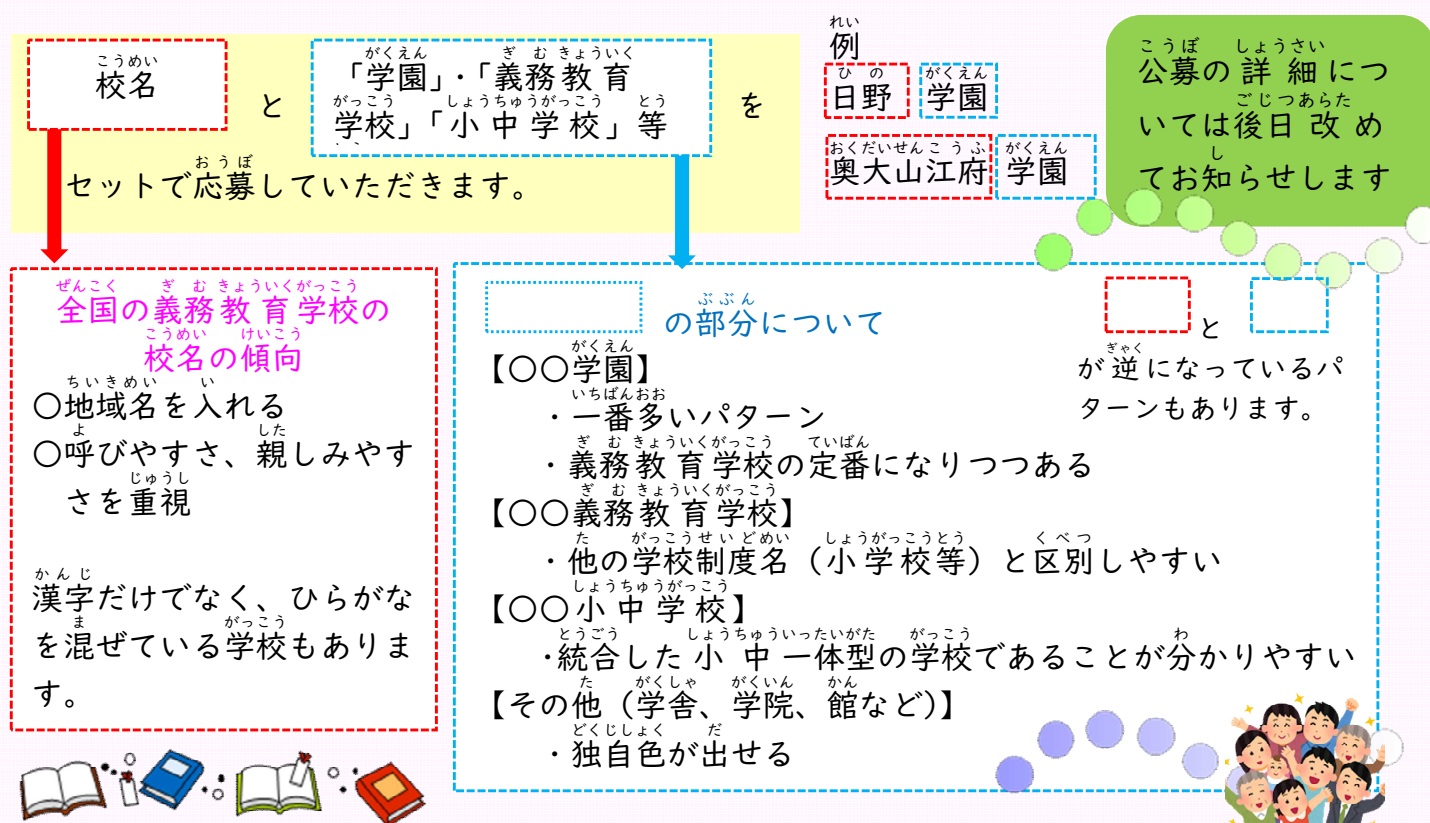 校名
と
「学園」・「義務教育
学校」「小中学校」等
を
セットで応募していただきます。
例
日野 学園
奥大山江府 学園
公募の詳細につ
いては後日改め
てお知らせします
全国の義務教育学校の
校名の傾向
〇地域名を入れる
〇呼びやすさ、親しみやす
さを重視
漢字だけでなく、ひらがな
を混ぜている学校もありま
す。
の部分について
【〇〇学園】
・一番多いパターン
・義務教育学校の定番になりつつある
【〇〇義務教育学校】
・他の学校制度名（小学校等）と区別しやすい
【〇〇小中学校】
・統合した小中一体型の学校であることが分かりやすい
【その他（学舎、学院、館など)】
・独自色が出せる
と
が逆になっているパ
ターンもあります。